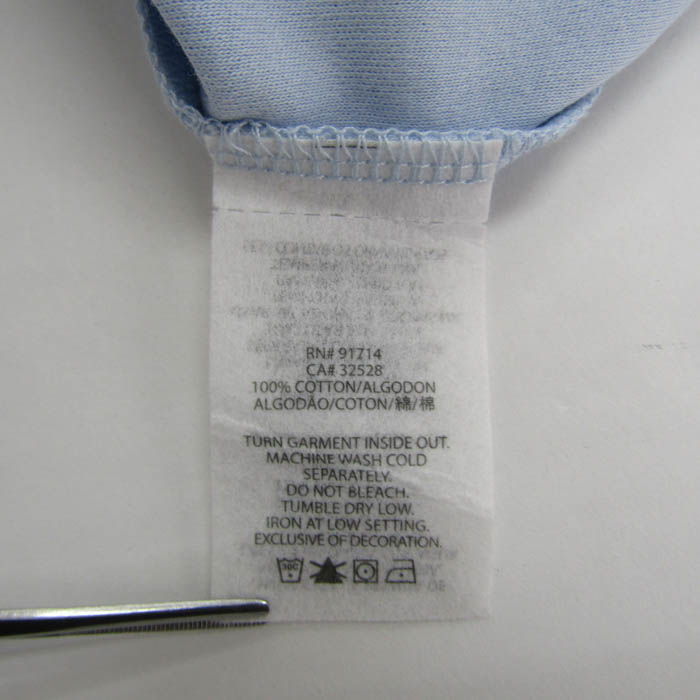 RN# 91714
CA# 32528
100% COTTON/ALGODON
ALGODÃO/COTON/綿/棉
TURN GARMENT INSIDE OUT.
MACHINE WASH COLD
SEPARATELY.
DO NOT BLEACH.
TUMBLE DRY LOW.
IRON AT LOW SETTING.
EXCLUSIVE OF DECORATION.
30C